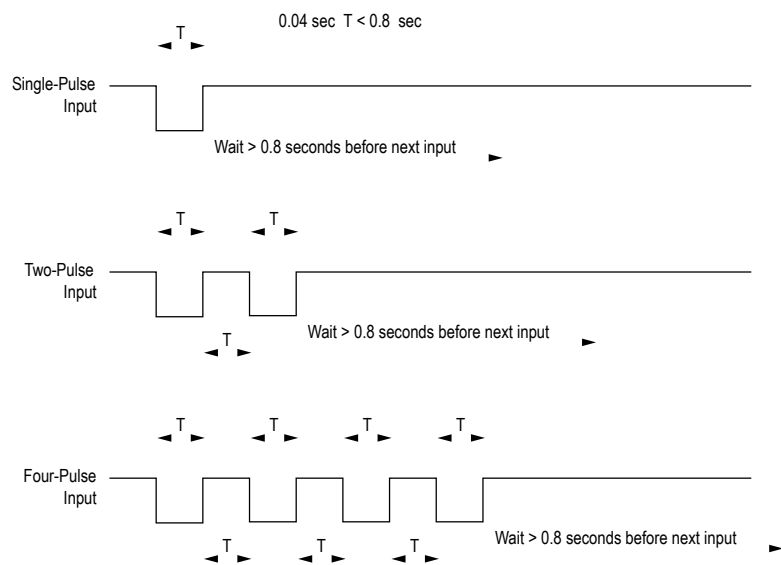 0.04 sec T < 0.8 sec
T
Single-Pulse
Input
Wait > 0.8 seconds before next input
T T
Two-Pulse
Input
Wait > 0.8 seconds before next input
T
T T T T
Four-Pulse
Input
Wait > 0.8 seconds before next input
T T T